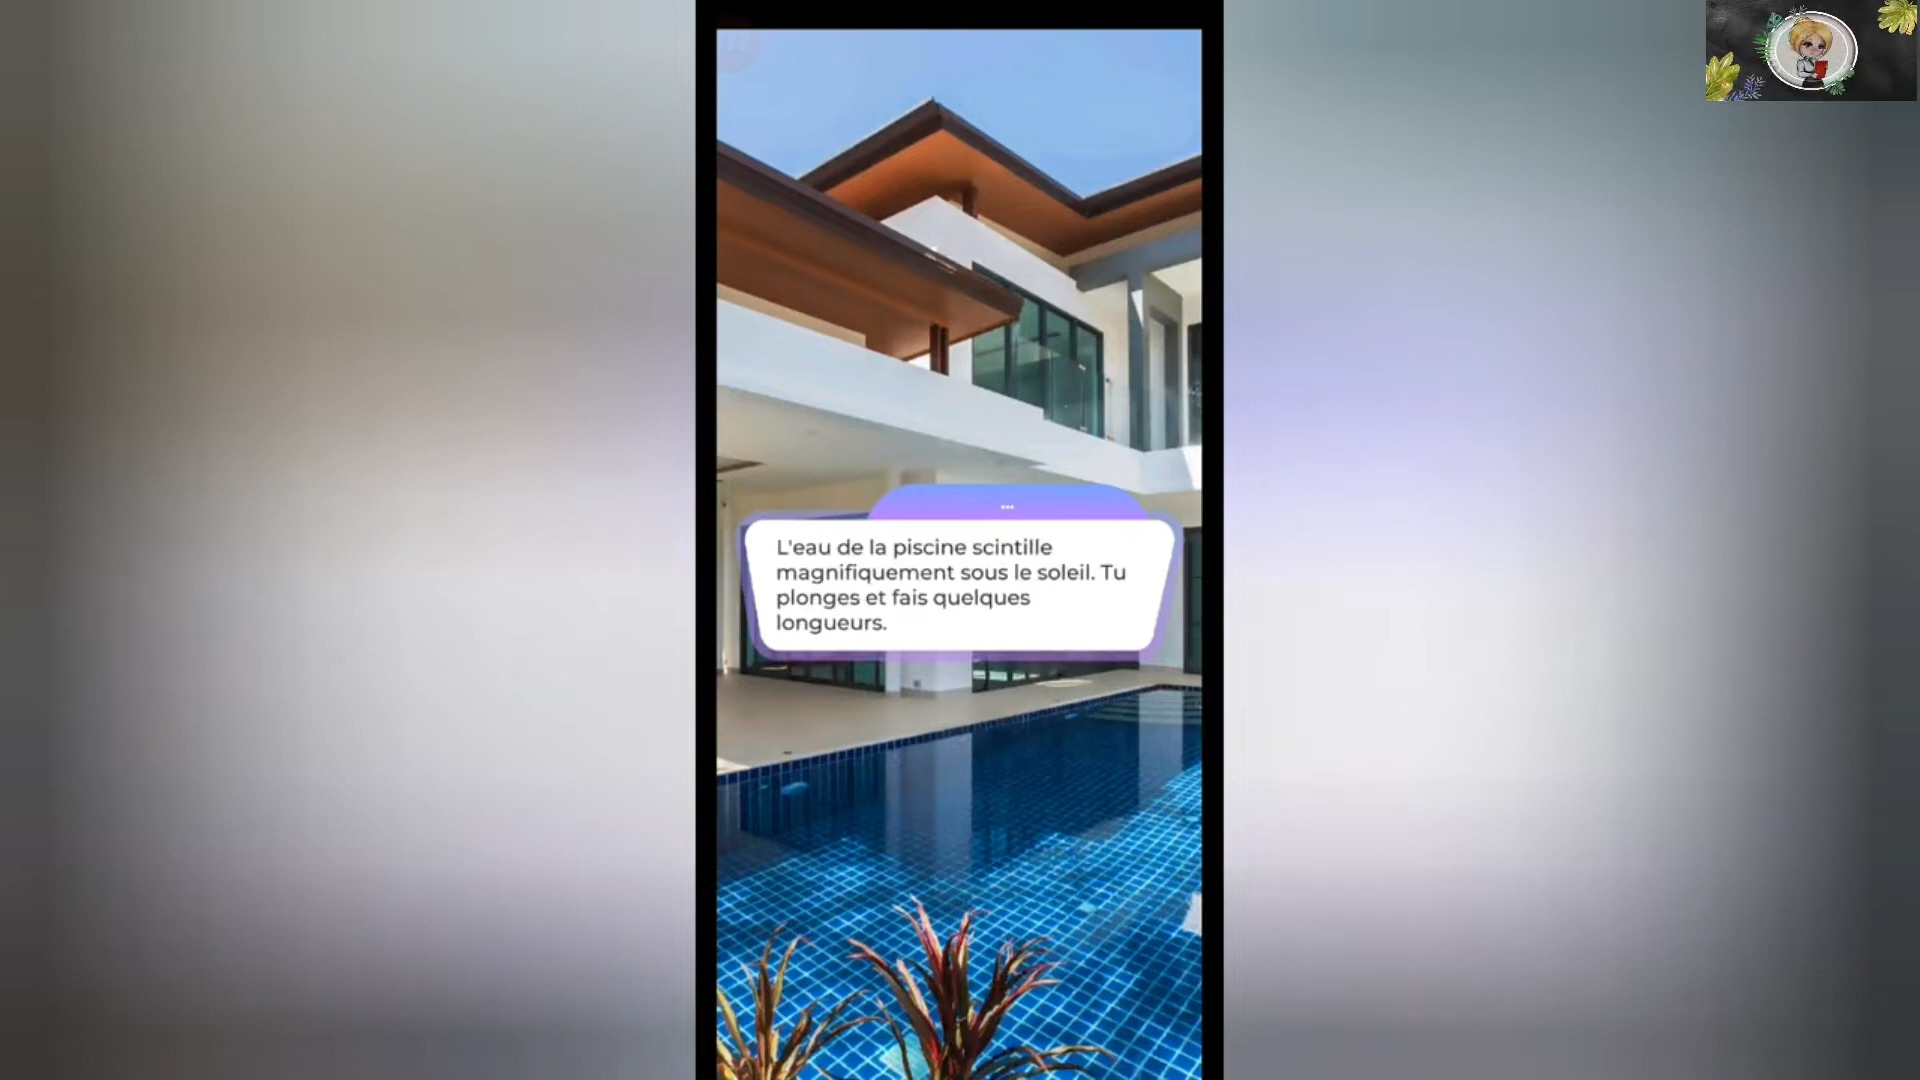 ...
L'eau de la piscine scintille
magnifiquement sous le soleil. Tu
plonges et fais quelques
longueurs.